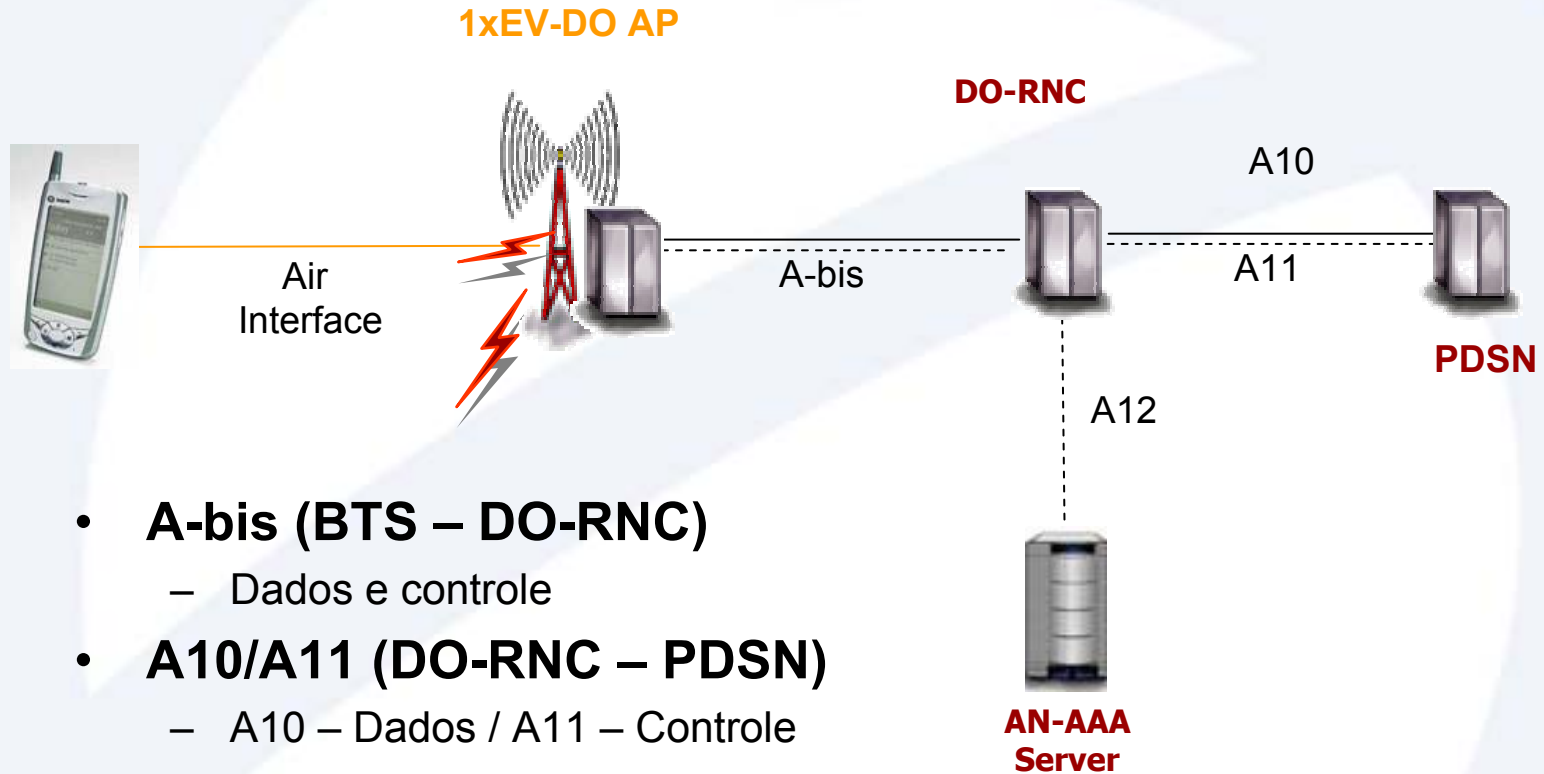 1xEV-DO AP
DO-RNC
A10
Air
Interface
A-bis
A11
PDSN
A12
• A-bis (BTS – DO-RNC)
– Dados e controle
• A10/A11 (DO-RNC – PDSN)
– A10 – Dados / A11 – Controle
AN-AAA
Server